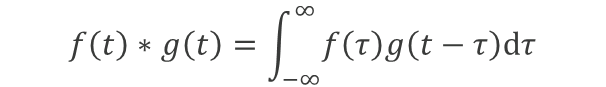 f(t) ∗ g(t) = ∫_{−∞}^{∞} f(τ)g(t − τ)dτ